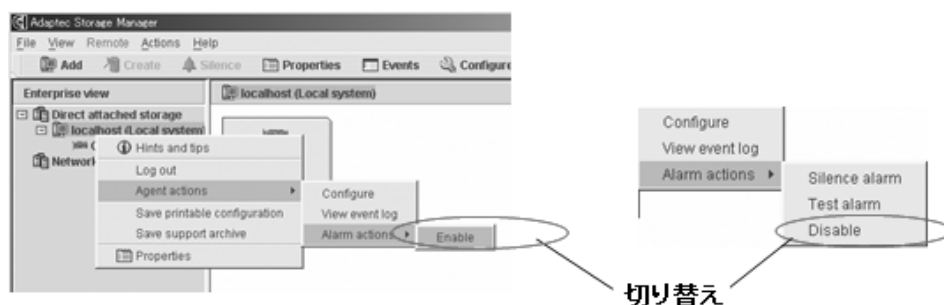 Adaptec Storage Manager
File View Remote Actions Help
Add Create Silence Properties Events Configure
Enterprise view
localhost (Local system)
Direct attached storage
localhost (Local system)
Network
Hints and tips
Log out
Agent actions
Save printable configuration
Save support archive
Properties
Configure
View event log
Alarm actions
Enable
Configure
View event log
Alarm actions
Silence alarm
Test alarm
Disable
切り替え